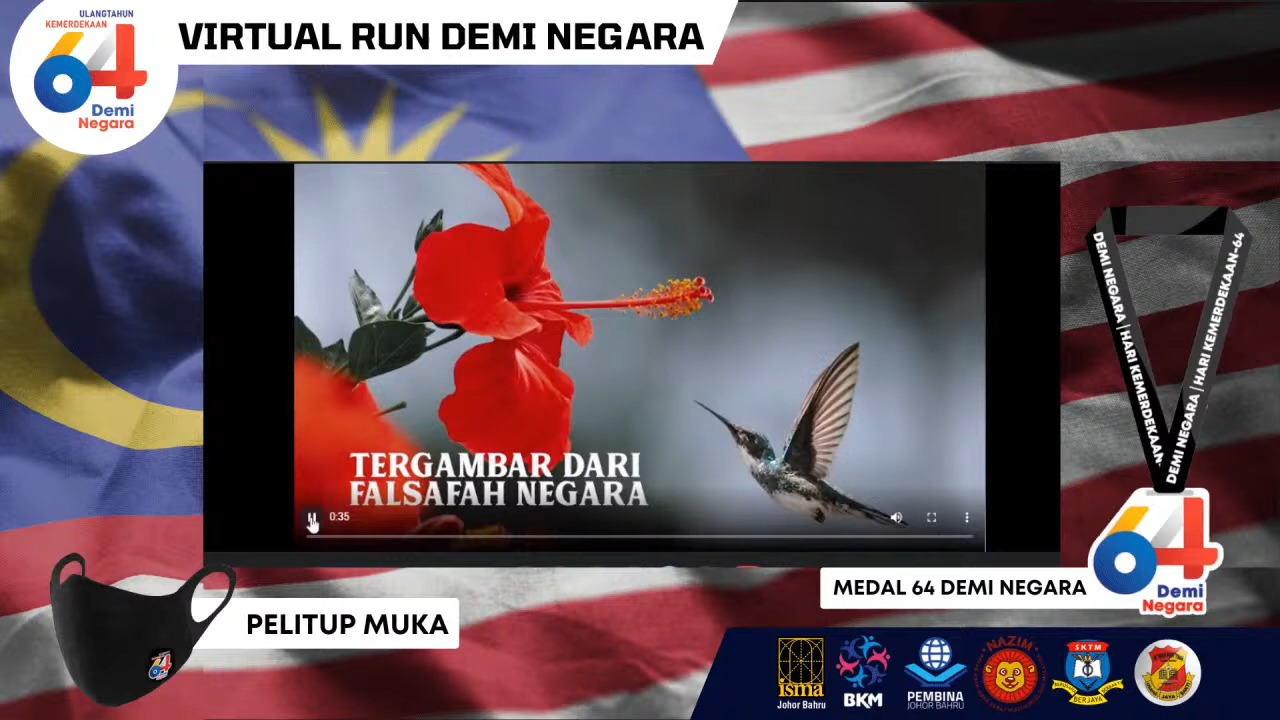 ULANGTAHUN
KEMERDEKAAN
64
Demi
Negara
VIRTUAL RUN DEMI NEGARA
TERGAMBAR DARI
FALSAFAH NEGARA
0:35
DEMI NEGARA | HARI KEMERDEKAAN
DEMI NEGARA | HARI KEMERDEKAAN-64
64
Demi
Negara
MEDAL 64 DEMI NEGARA
PELITUP MUKA
isma
Johor Bahru
BKM
PEMBINA
JOHOR BAHRU
NAZIM
SKTM
BERJAYA